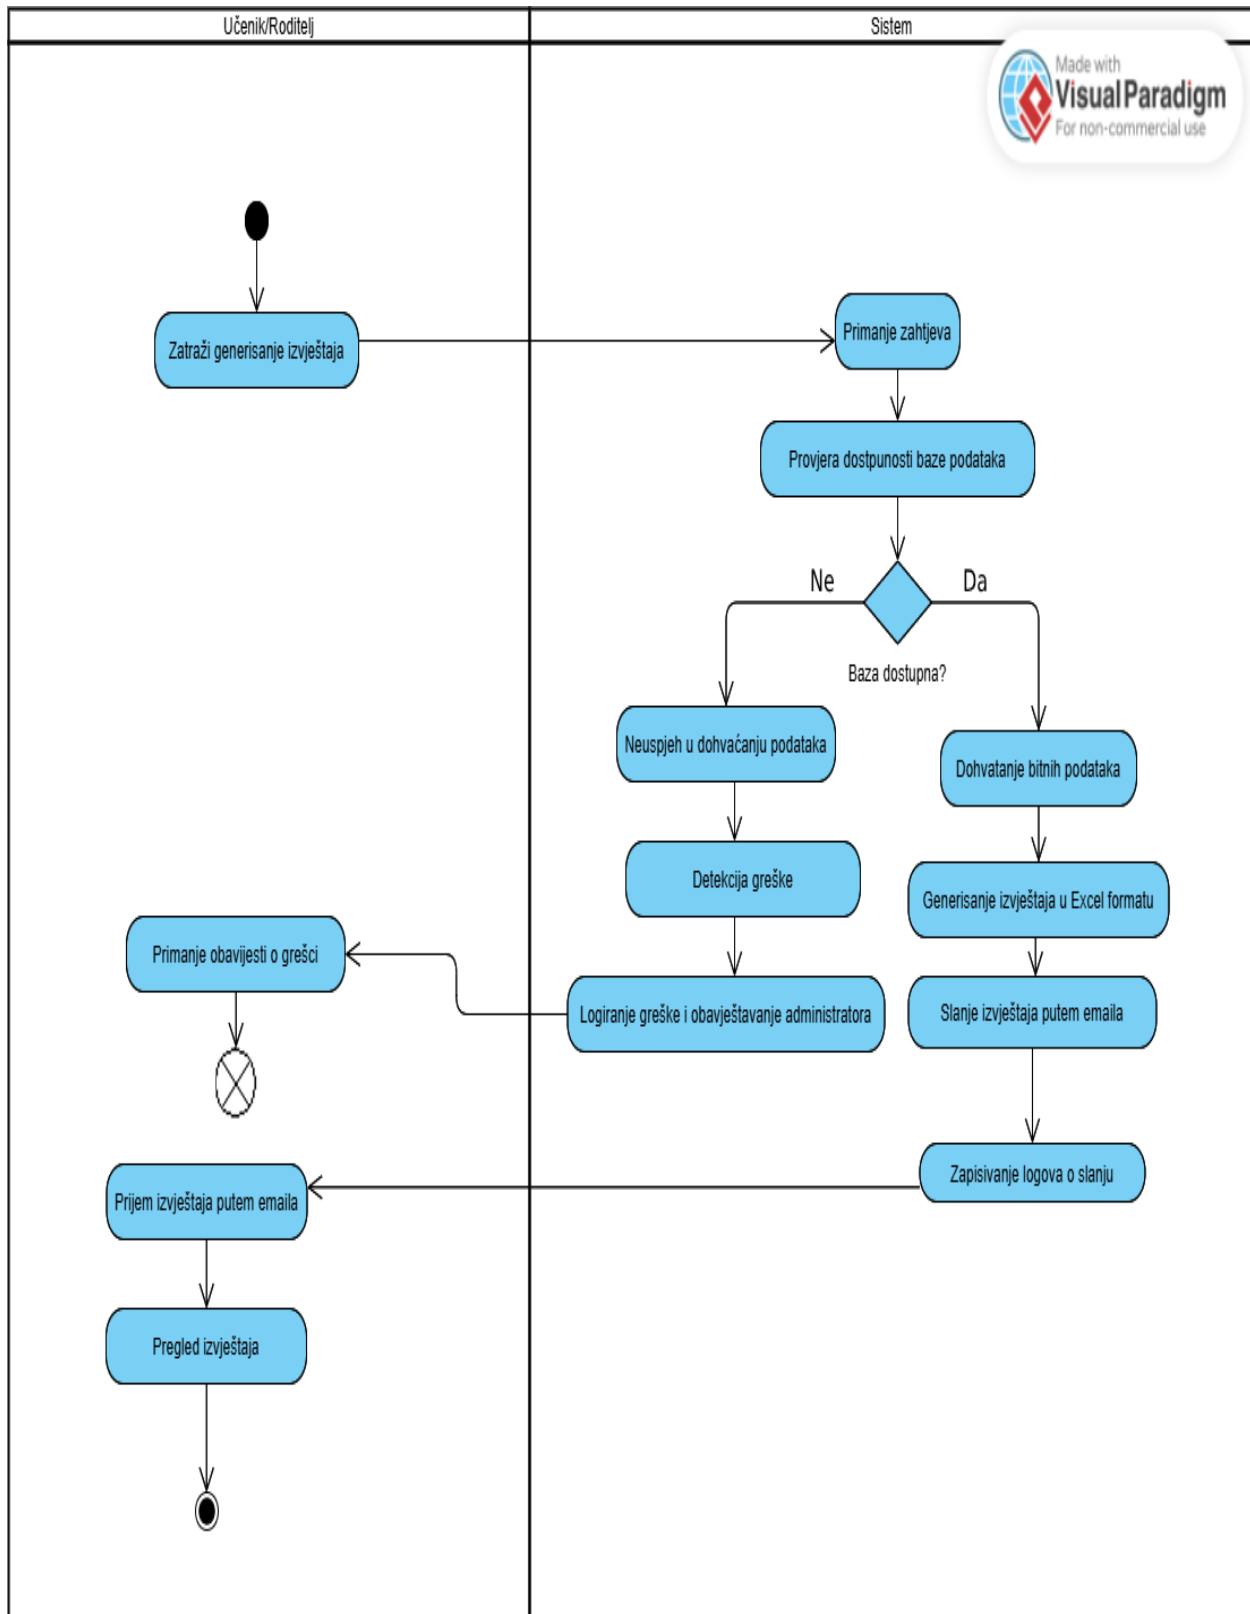 Učenik/Roditelj
Sistem
Made with
Visual Paradigm
For non-commercial use
Zatraži generisanje izvještaja
Primanje zahtjeva
Provjera dostpunosti baze podataka
Ne
Da
Baza dostupna?
Neuspjeh u dohvaćanju podataka
Dohvatanje bitnih podataka
Detekcija greške
Generisanje izvještaja u Excel formatu
Primanje obavijesti o grešci
Logiranje greške i obavještavanje administratora
Slanje izvještaja putem emaila
Zapisivanje logova o slanju
Prijem izvještaja putem emaila
Pregled izvještaja